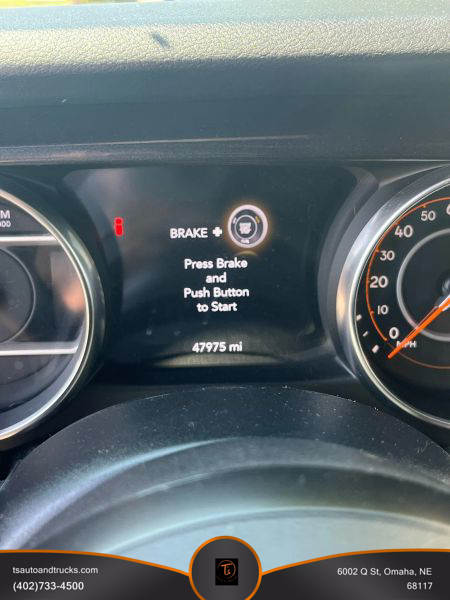 50
40
20
10
0
MPH
BRAKE +
Press Brake
and
Push Button
to Start
47975 mi
tsautoandtrucks.com
(402)733-4500
Ts
6002 Q St, Omaha, NE
68117